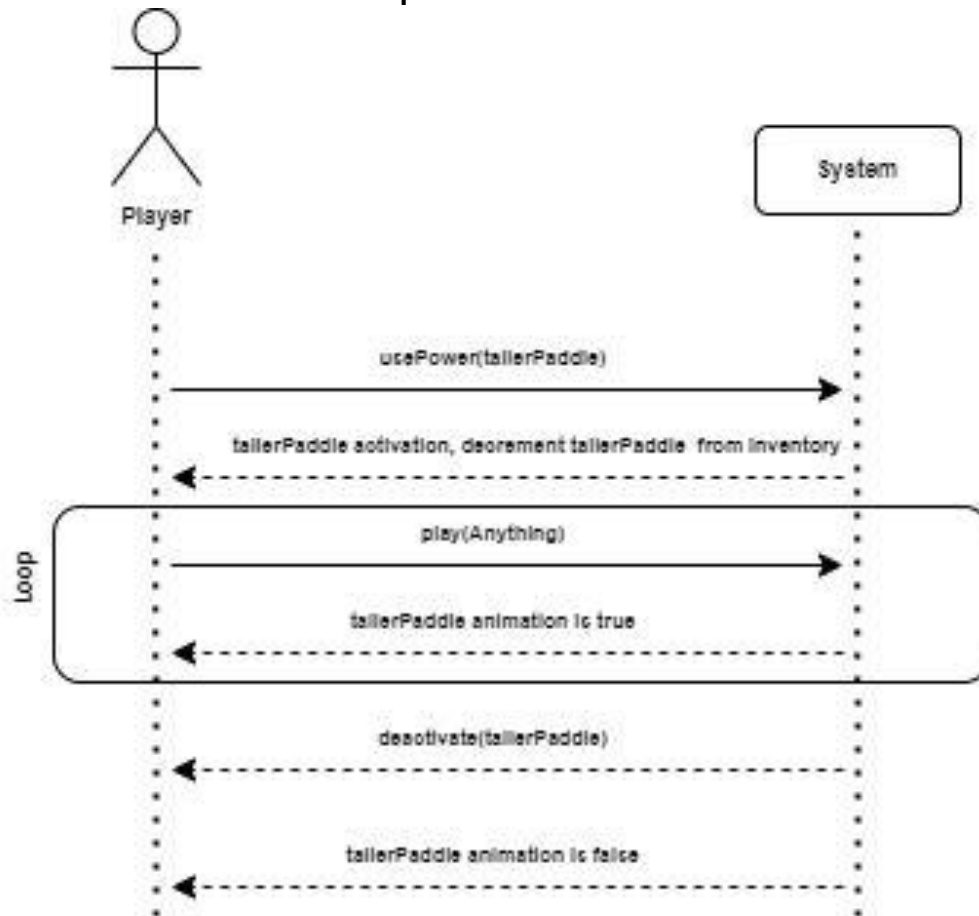 System
Player
usePower(tallerPaddle)
tallerPaddle activation, decrement tallerPaddle from Inventory
Loop
play(Anything)
tallerPaddle animation is true
deactivate(tallerPaddle)
tallerPaddle animation is false